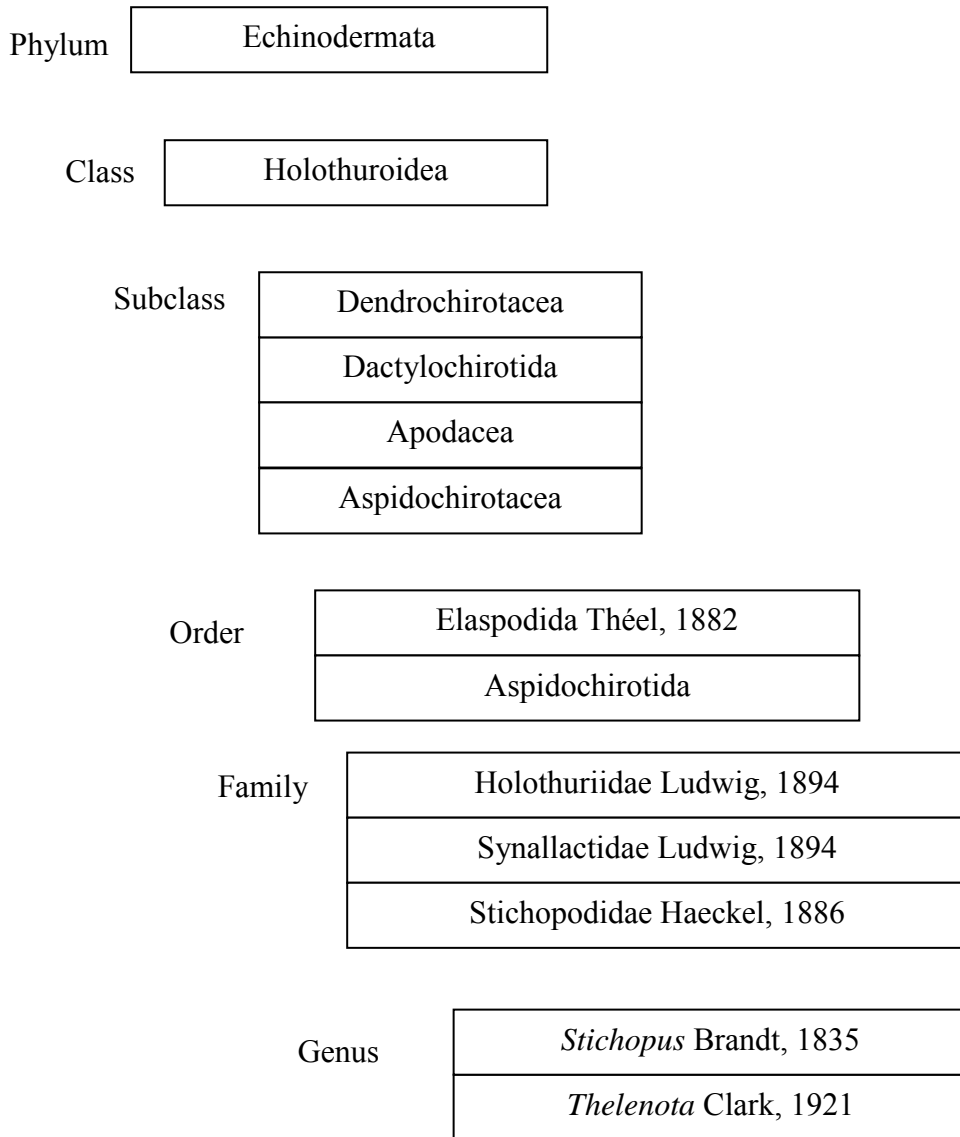 Phylum Echinodermata
Class Holothuroidea
Subclass Dendrochirotacea
Dactylochirotida
Apodacea
Aspidochirotacea
Order Elaspodida Théel, 1882
Aspidochirotida
Family Holothuriidae Ludwig, 1894
Synallactidae Ludwig, 1894
Stichopodidae Haeckel, 1886
Genus Stichopus Brandt, 1835
Thelenota Clark, 1921